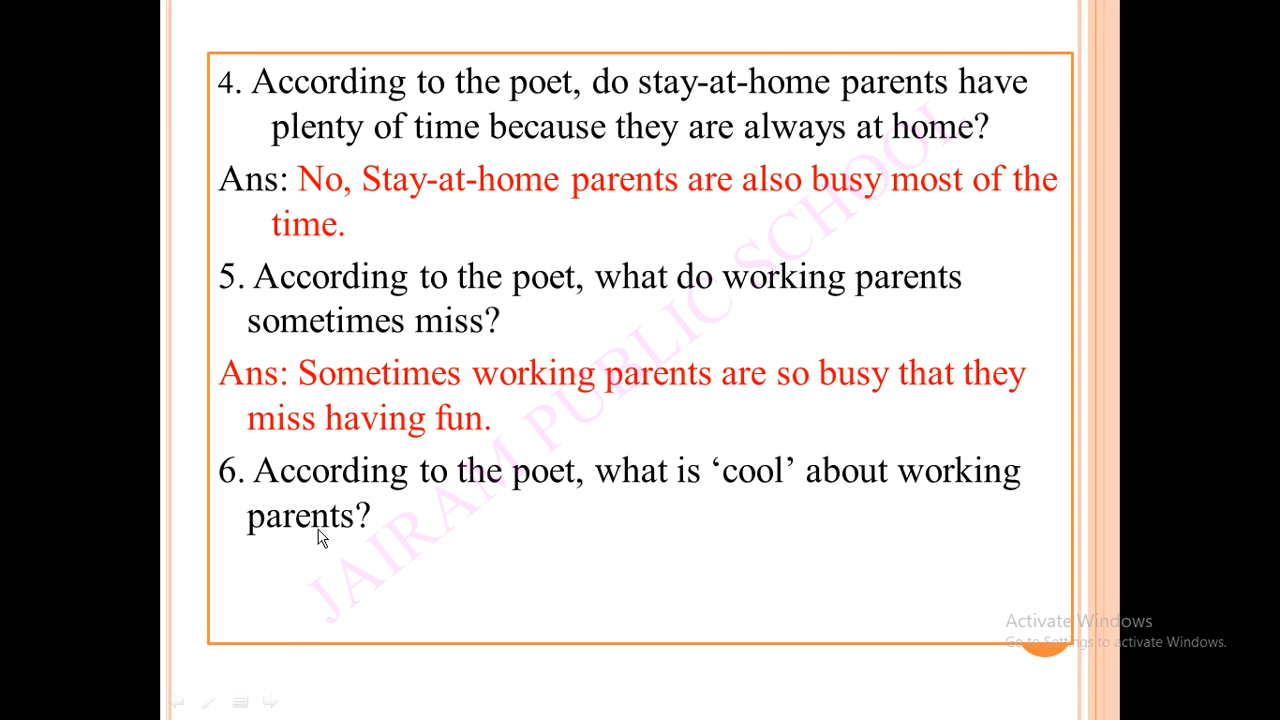 4. According to the poet, do stay-at-home parents have
plenty of time because they are always at home?
Ans: No, Stay-at-home parents are also busy most of the
time.
5. According to the poet, what do working parents
sometimes miss?
Ans: Sometimes working parents are so busy that they
miss having fun.
6. According to the poet, what is ‘cool’ about working
parents?
JAIRAM PUBLIC SCHOOL
Activate Windows
Go to Settings to activate Windows.